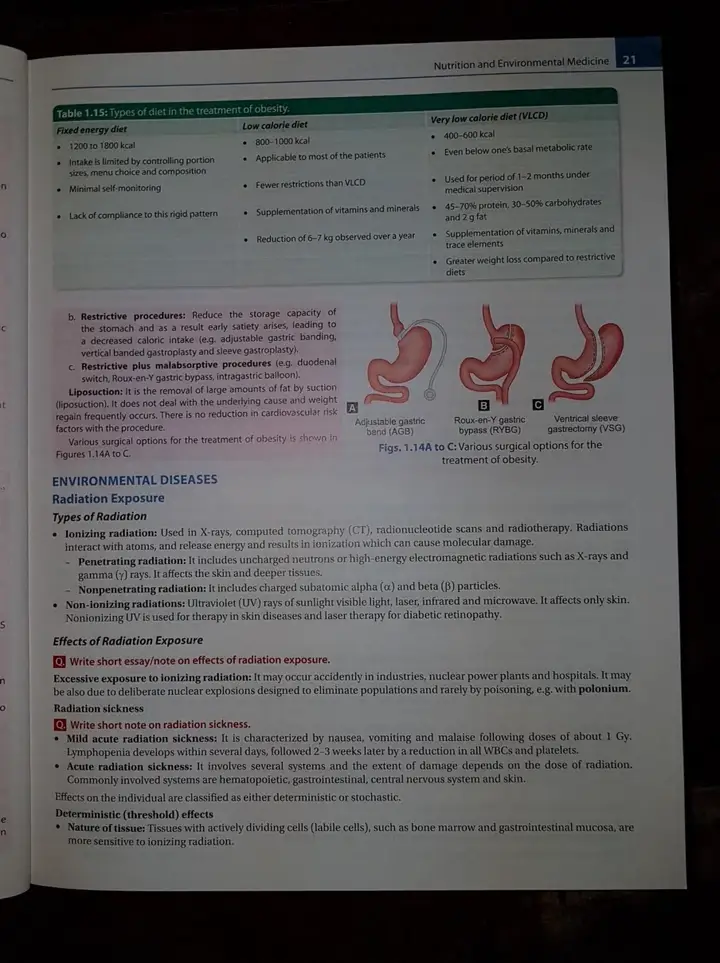 Nutrition and Environmental Medicine 21
Table 1.15: Types of diet in the treatment of obesity.
Fixed energy diet
• 1200 to 1800 kcal
• Intake is limited by controlling portion
sizes, menu choice and composition
• Minimal self-monitoring
• Lack of compliance to this rigid pattern
Low calorie diet
• 800–1000 kcal
• Applicable to most of the patients
• Fewer restrictions than VLCD
• Supplementation of vitamins and minerals
• Reduction of 6–7 kg observed over a year
Very low calorie diet (VLCD)
• 400–600 kcal
• Even below one's basal metabolic rate
• Used for period of 1–2 months under
medical supervision
• 45–70% protein, 30–50% carbohydrates
and 2 g fat
• Supplementation of vitamins, minerals and
trace elements
• Greater weight loss compared to restrictive
diets
b. Restrictive procedures: Reduce the storage capacity of
the stomach and as a result early satiety arises, leading to
a decreased caloric intake (e.g. adjustable gastric banding,
vertical banded gastroplasty and sleeve gastroplasty).
c. Restrictive plus malabsorptive procedures (e.g. duodenal
switch, Roux-en-Y gastric bypass, intragastric balloon).
Liposuction: It is the removal of large amounts of fat by suction
(liposuction). It does not deal with the underlying cause and weight
regain frequently occurs. There is no reduction in cardiovascular risk
factors with the procedure.
Various surgical options for the treatment of obesity is shown in
Figures 1.14A to C.
A
Adjustable gastric
bend (AGB)
B
Roux-en-Y gastric
bypass (RYBG)
C
Ventrical sleeve
gastrectomy (VSG)
Figs. 1.14A to C: Various surgical options for the
treatment of obesity.
ENVIRONMENTAL DISEASES
Radiation Exposure
Types of Radiation
• Ionizing radiation: Used in X-rays, computed tomography (CT), radionucleotide scans and radiotherapy. Radiations
interact with atoms, and release energy and results in ionization which can cause molecular damage.
– Penetrating radiation: It includes uncharged neutrons or high-energy electromagnetic radiations such as X-rays and
gamma (γ) rays. It affects the skin and deeper tissues.
– Nonpenetrating radiation: It includes charged subatomic alpha (α) and beta (β) particles.
• Non-ionizing radiations: Ultraviolet (UV) rays of sunlight visible light, laser, infrared and microwave. It affects only skin.
Nonionizing UV is used for therapy in skin diseases and laser therapy for diabetic retinopathy.
Effects of Radiation Exposure
Q. Write short essay/note on effects of radiation exposure.
Excessive exposure to ionizing radiation: It may occur accidently in industries, nuclear power plants and hospitals. It may
be also due to deliberate nuclear explosions designed to eliminate populations and rarely by poisoning, e.g. with polonium.
Radiation sickness
Q. Write short note on radiation sickness.
• Mild acute radiation sickness: It is characterized by nausea, vomiting and malaise following doses of about 1 Gy.
Lymphopenia develops within several days, followed 2–3 weeks later by a reduction in all WBCs and platelets.
• Acute radiation sickness: It involves several systems and the extent of damage depends on the dose of radiation.
Commonly involved systems are hematopoietic, gastrointestinal, central nervous system and skin.
Effects on the individual are classified as either deterministic or stochastic.
Deterministic (threshold) effects
• Nature of tissue: Tissues with actively dividing cells (labile cells), such as bone marrow and gastrointestinal mucosa, are
more sensitive to ionizing radiation.